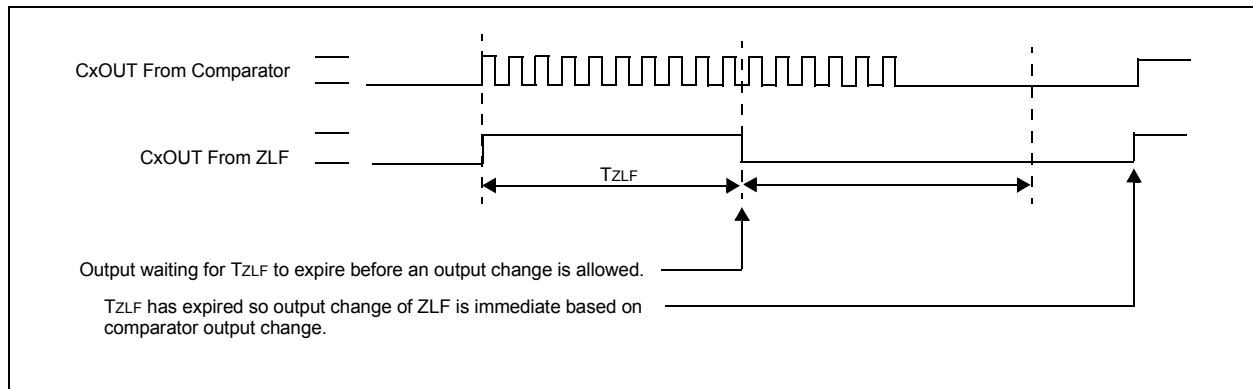 CxOUT From Comparator
CxOUT From ZLF
TZLF
Output waiting for TZLF to expire before an output change is allowed.
TZLF has expired so output change of ZLF is immediate based on
comparator output change.